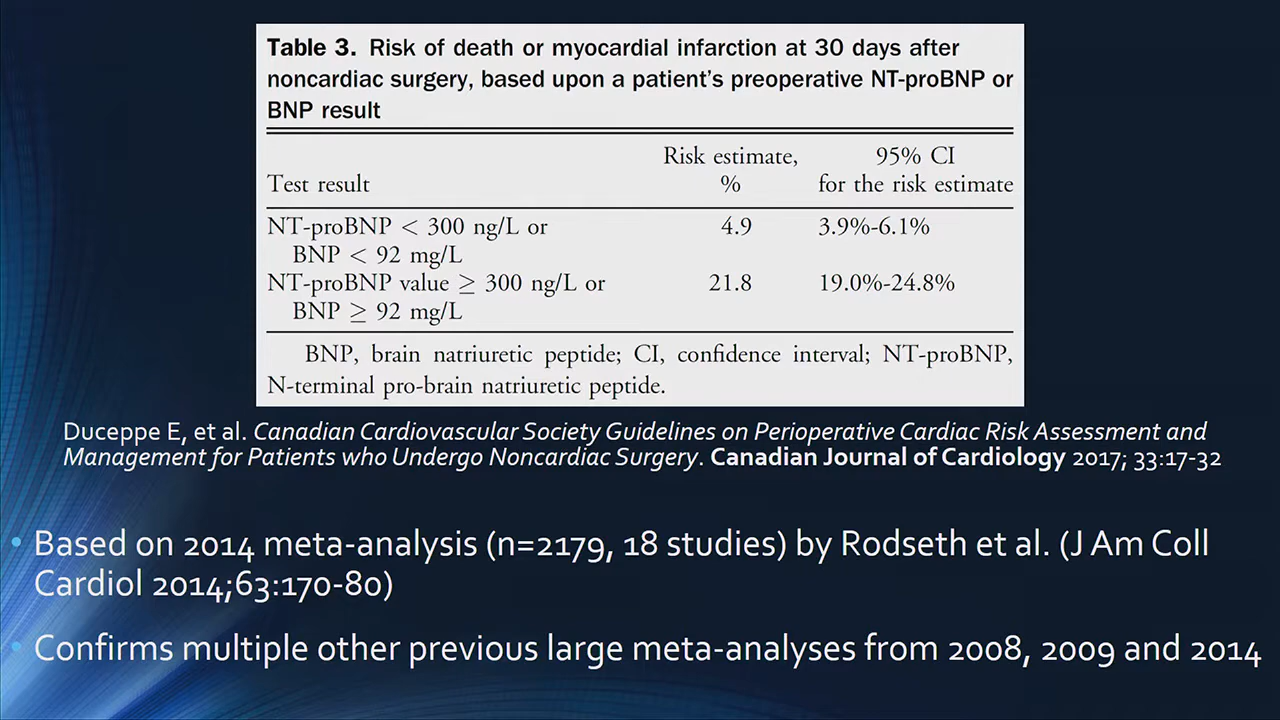 Table 3. Risk of death or myocardial infarction at 30 days after
noncardiac surgery, based upon a patient's preoperative NT-proBNP or
BNP result
Risk estimate, 95% CI
Test result % for the risk estimate
NT-proBNP < 300 ng/L or 4.9 3.9%-6.1%
BNP < 92 mg/L
NT-proBNP value ≥ 300 ng/L or 21.8 19.0%-24.8%
BNP ≥ 92 mg/L
BNP, brain natriuretic peptide; CI, confidence interval; NT-proBNP,
N-terminal pro-brain natriuretic peptide.
Duceppe E, et al. Canadian Cardiovascular Society Guidelines on Perioperative Cardiac Risk Assessment and
Management for Patients who Undergo Noncardiac Surgery. Canadian Journal of Cardiology 2017; 33:17-32
• Based on 2014 meta-analysis (n=2179, 18 studies) by Rodseth et al. (J Am Coll
Cardiol 2014;63:170-80)
• Confirms multiple other previous large meta-analyses from 2008, 2009 and 2014